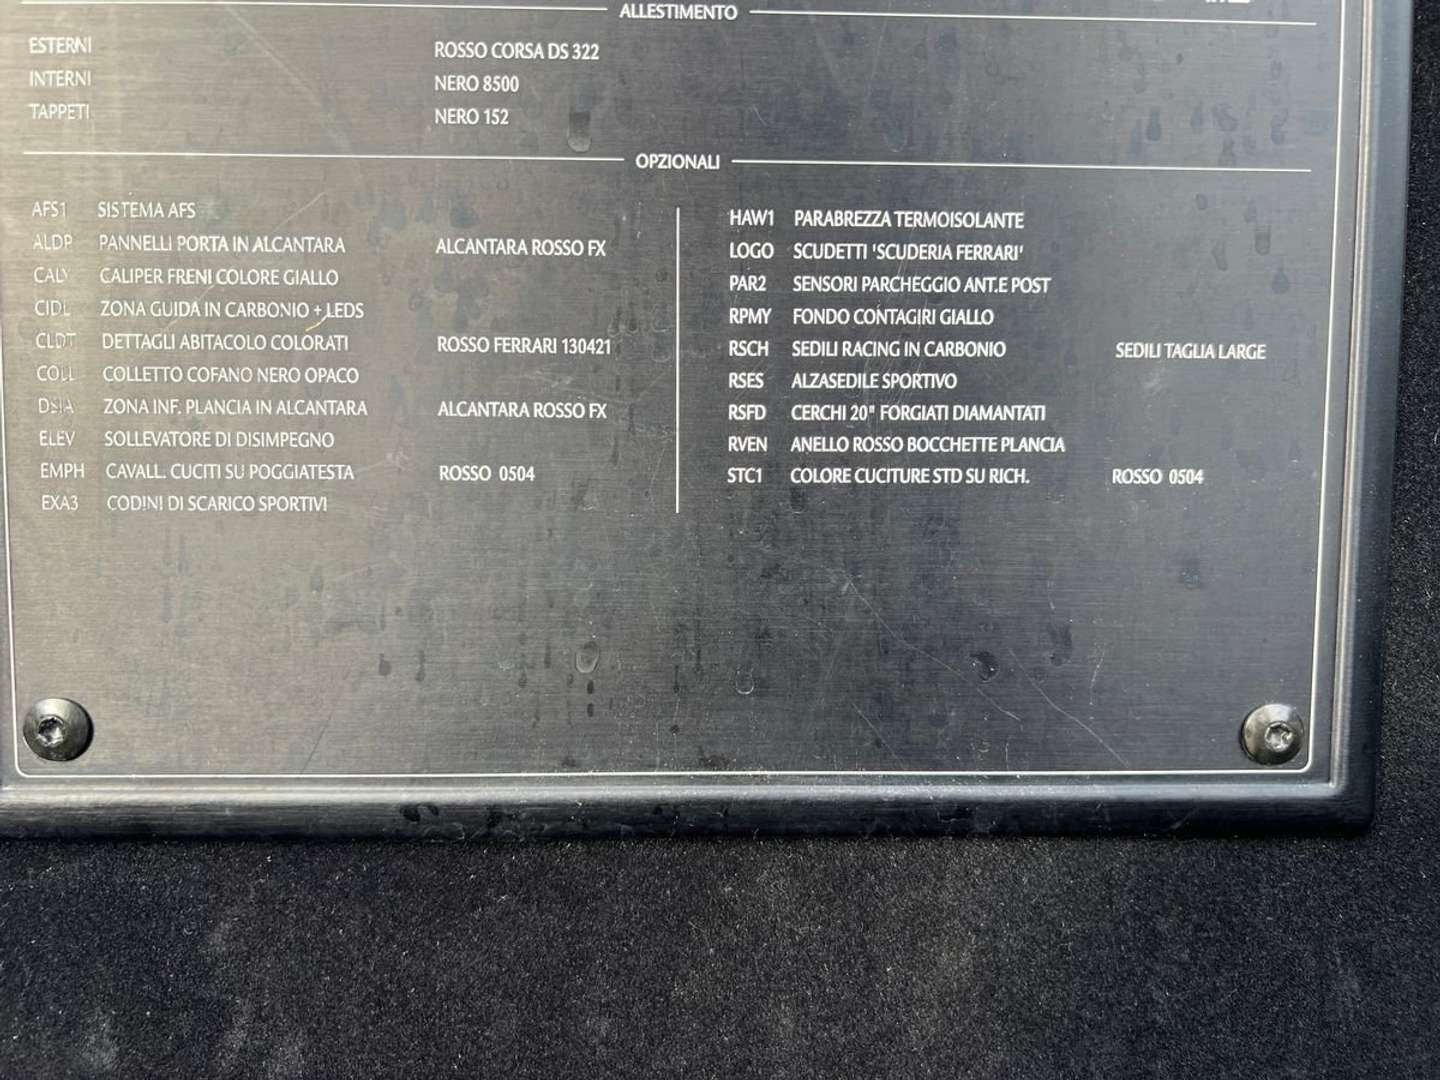 ALLESTIMENTO
ESTERNI ROSSO CORSA DS 322
INTERNI NERO 8500
TAPPETI NERO 152
OPZIONALI
AFS1 SISTEMA AFS
ALDP PANNELLI PORTA IN ALCANTARA ALCANTARA ROSSO FX
CALY CALIPER FRENI COLORE GIALLO
CIDL ZONA GUIDA IN CARBONIO + LEDS
CLDT DETTAGLI ABITACOLO COLORATI ROSSO FERRARI 130421
COLL COLLETTO COFANO NERO OPACO
DSIA ZONA INF. PLANCIA IN ALCANTARA ALCANTARA ROSSO FX
ELEV SOLLEVATORE DI DISIMPEGNO
EMPH CAVALL. CUCITI SU POGGIATESTA ROSSO 0504
EXA3 CODINI DI SCARICO SPORTIVI
HAW1 PARABREZZA TERMOISOLANTE
LOGO SCUDETTI 'SCUDERIA FERRARI'
PAR2 SENSORI PARCHEGGIO ANT.E POST
RPMY FONDO CONTAGIRI GIALLO
RSCH SEDILI RACING IN CARBONIO SEDILI TAGLIA LARGE
RSES ALZASEDILE SPORTIVO
RSFD CERCHI 20" FORGIATI DIAMANTATI
RVEN ANELLO ROSSO BOCCHETTE PLANCIA
STC1 COLORE CUCITURE STD SU RICH. ROSSO 0504